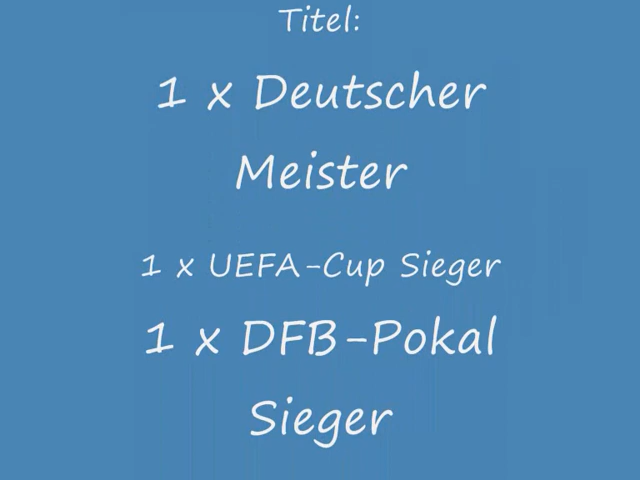 Titel:
1 x Deutscher
Meister
1 x UEFA-Cup Sieger
1 x DFB-Pokal
Sieger